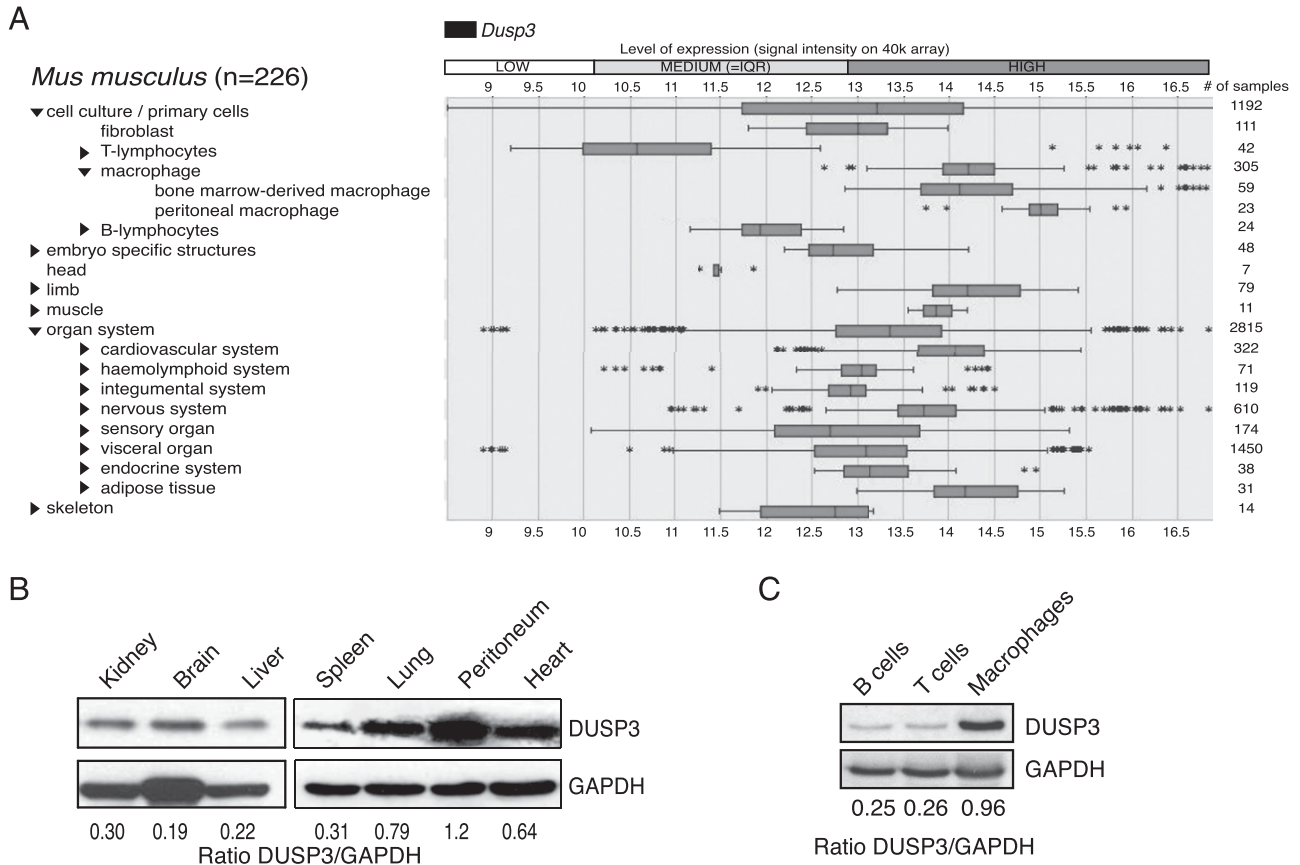 A
Dusp3
Level of expression (signal intensity on 40k array)
Mus musculus (n=226)
LOW MEDIUM (=IQR) HIGH
9 9.5 10 10.5 11 11.5 12 12.5 13 13.5 14 14.5 15 15.5 16 16.5 # of samples
cell culture / primary cells 1192
fibroblast 111
T-lymphocytes 42
macrophage 305
bone marrow-derived macrophage 59
peritoneal macrophage 23
B-lymphocytes 24
embryo specific structures 48
head 7
limb 79
muscle 11
organ system 2815
cardiovascular system 322
haemolymphoid system 71
integumental system 119
nervous system 610
sensory organ 174
visceral organ 1450
endocrine system 38
adipose tissue 31
skeleton 14
9 9.5 10 10.5 11 11.5 12 12.5 13 13.5 14 14.5 15 15.5 16 16.5
B
Kidney Brain Liver Spleen Lung Peritoneum Heart
DUSP3
GAPDH
0.30 0.19 0.22 0.31 0.79 1.2 0.64
Ratio DUSP3/GAPDH
C
B cells T cells Macrophages
DUSP3
GAPDH
0.25 0.26 0.96
Ratio DUSP3/GAPDH